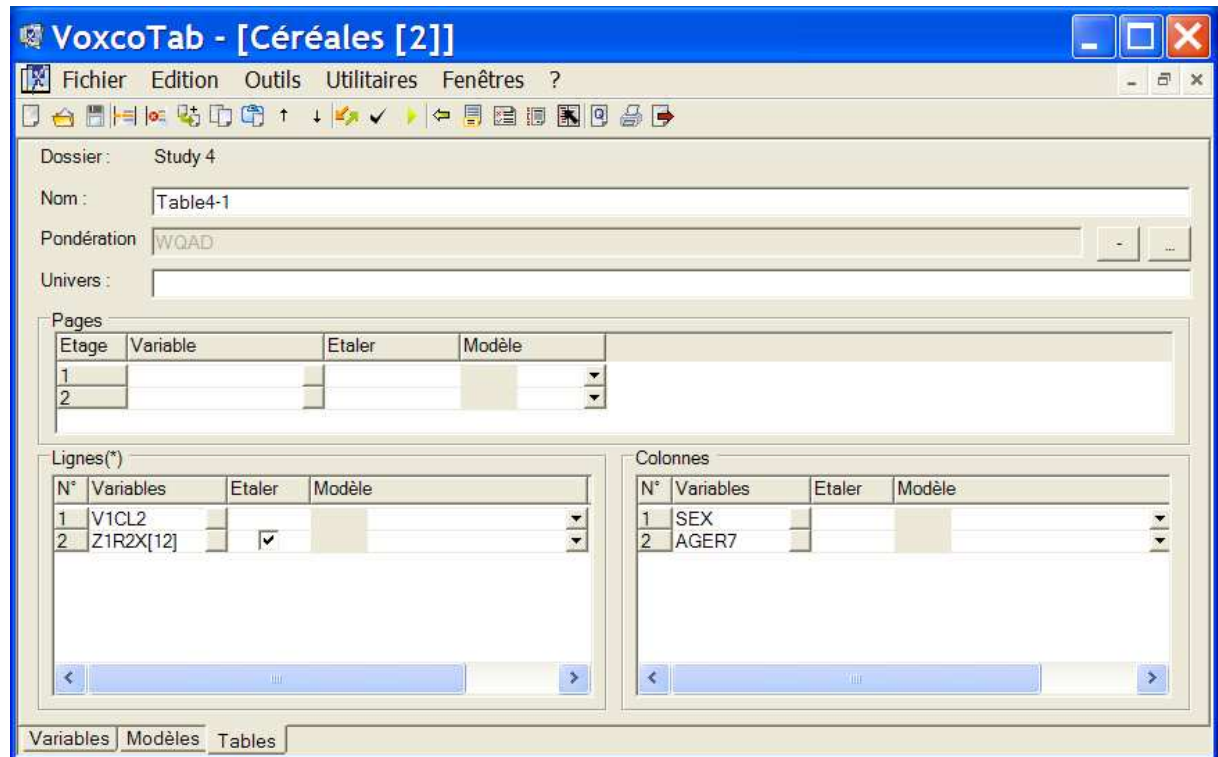 VoxcoTab - [Céréales [2]]
Fichier Edition Outils Utilitaires Fenêtres ?
Dossier : Study 4
Nom : Table4-1
Pondération WQAD - ...
Univers :
Pages
Etage Variable Etaler Modèle
1
2
Lignes(*) Colonnes
N° Variables Etaler Modèle N° Variables Etaler Modèle
1 V1CL2 1 SEX
2 Z1R2X[12] 2 AGER7
Variables Modèles Tables